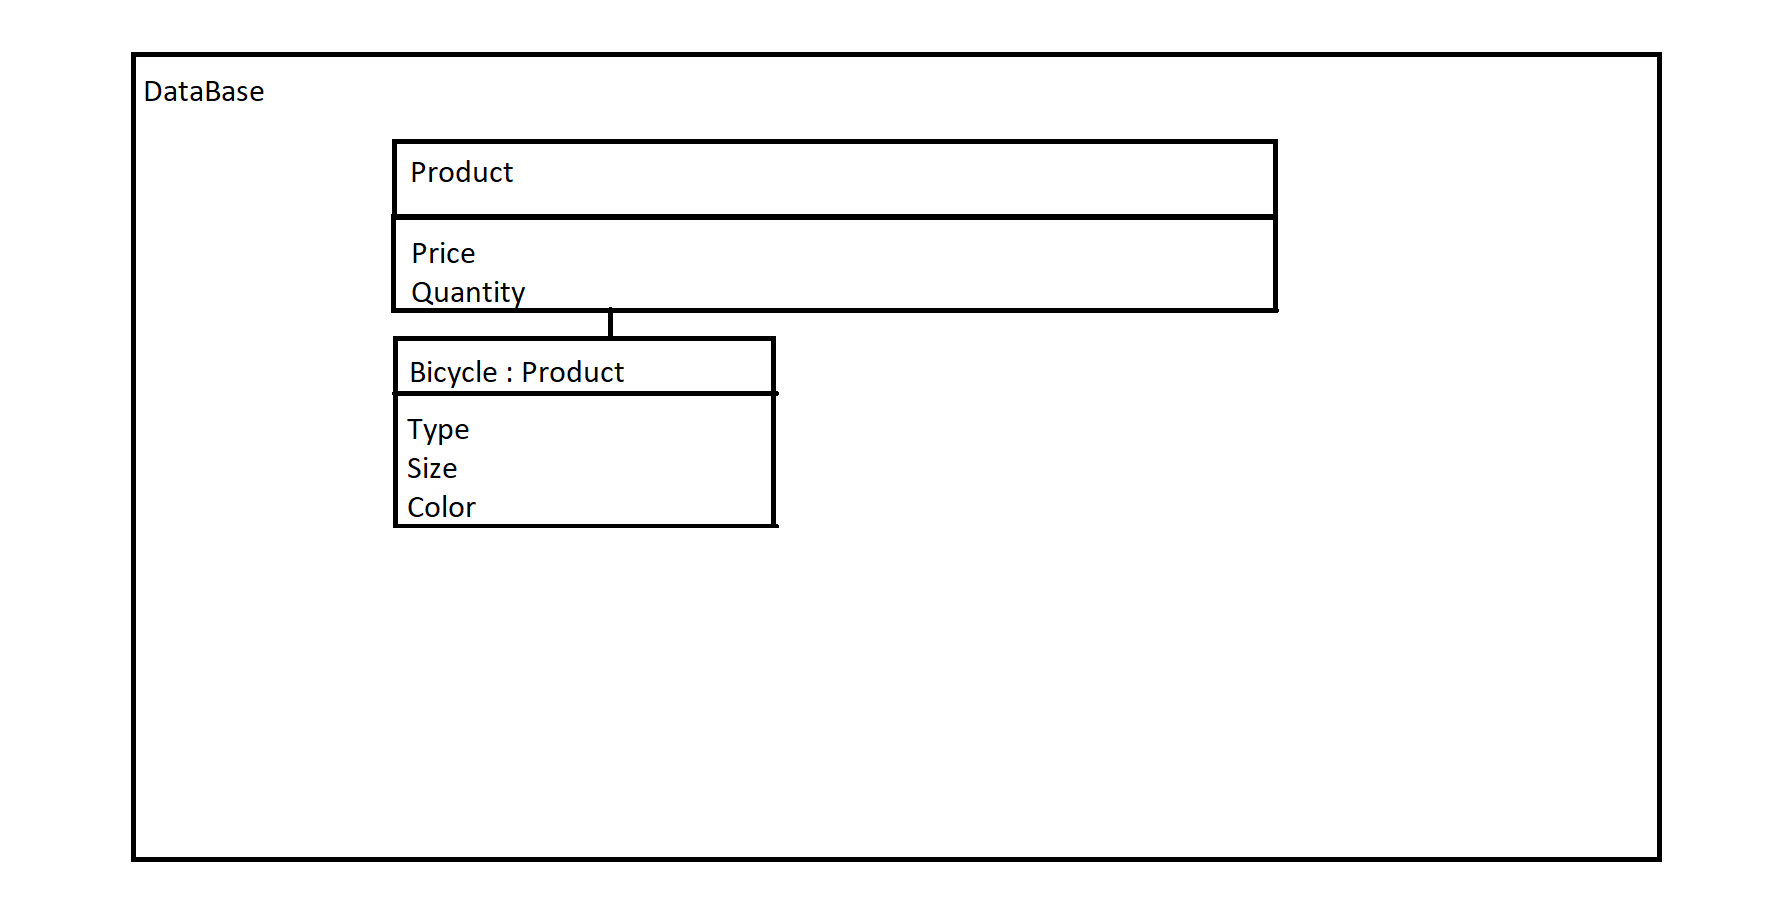 DataBase
Product
Price
Quantity
Bicycle : Product
Type
Size
Color